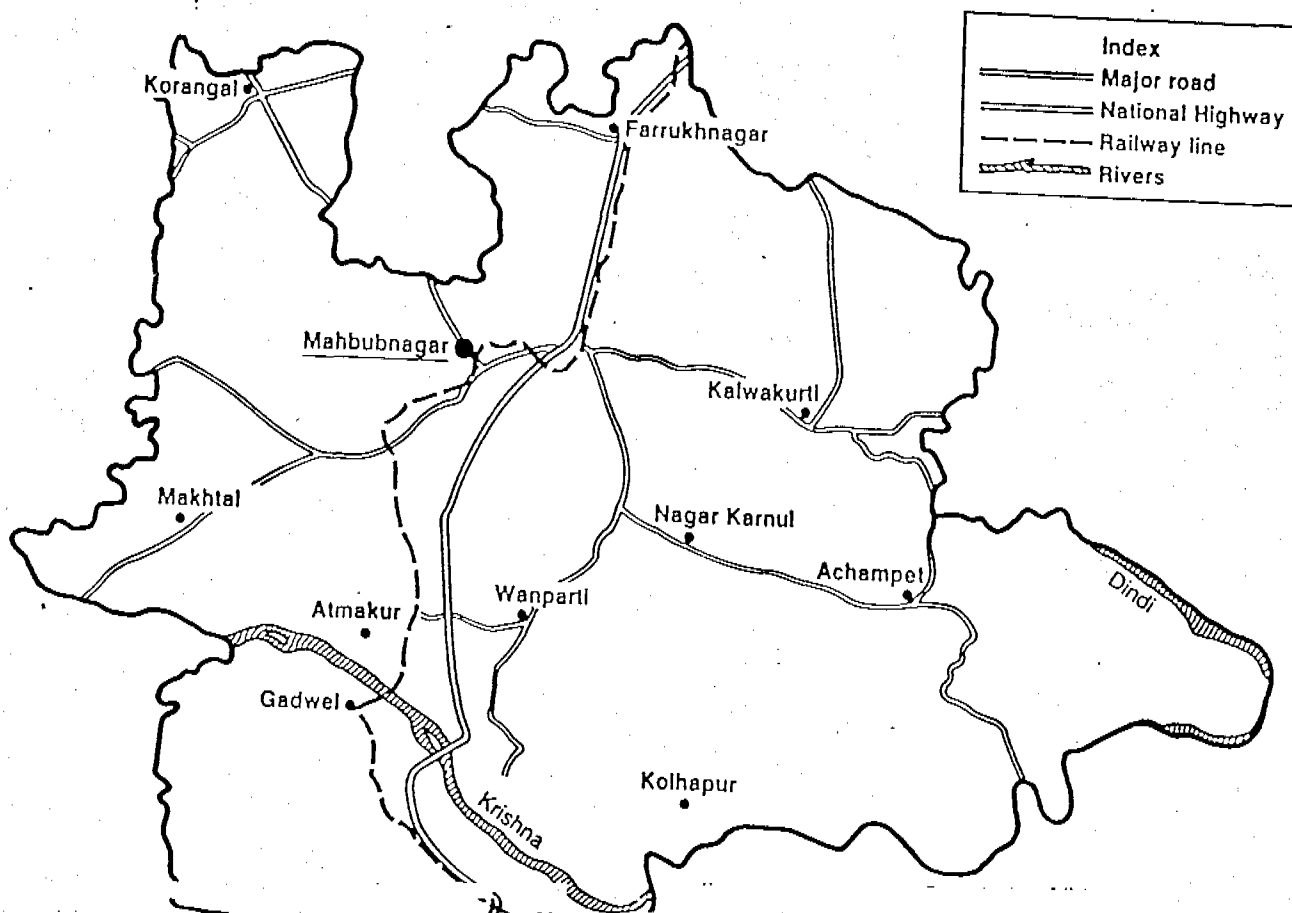 Index
Major road
National Highway
Railway line
Rivers
Korangal
Farrukhnagar
Mahbubnagar
Kalwakurti
Makhtal
Nagar Karnul
Achampet
Dindi
Wanparti
Atmakur
Gadwel
Kolhapur
Krishna